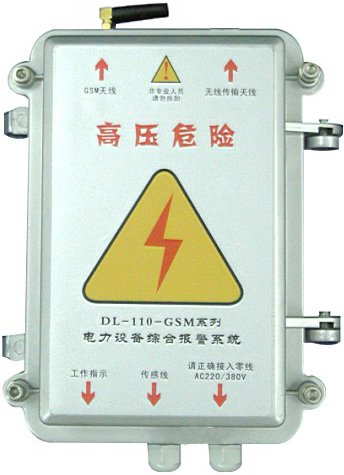 GSM天线
非专业人员
请勿拆卸
无线传输天线
高压危险
DL-110-GSM系列
电力设备综合报警系统
工作指示
传感线
请正确接入零线
AC220/380V